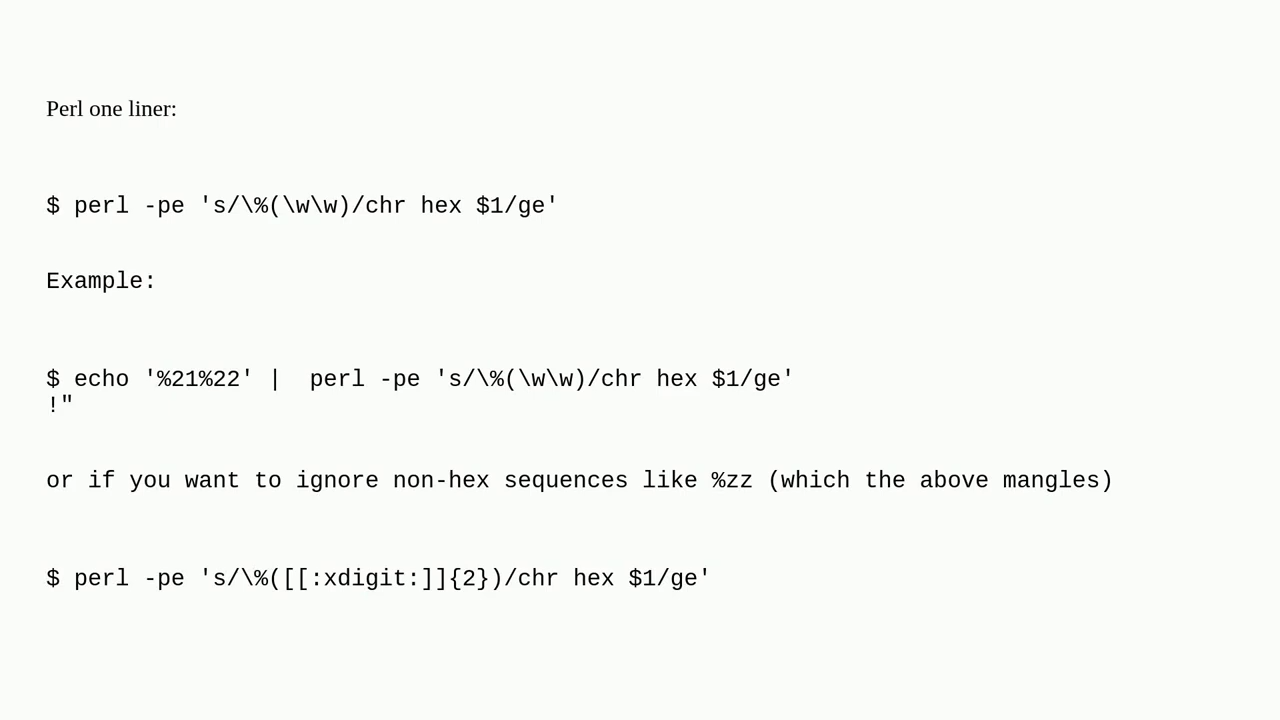 Perl one liner:
$ perl -pe 's/\%(\w\w)/chr hex $1/ge'
Example:
$ echo '%21%22' |  perl -pe 's/\%(\w\w)/chr hex $1/ge'
!"
or if you want to ignore non-hex sequences like %zz (which the above mangles)
$ perl -pe 's/\%([[:xdigit:]]{2})/chr hex $1/ge'